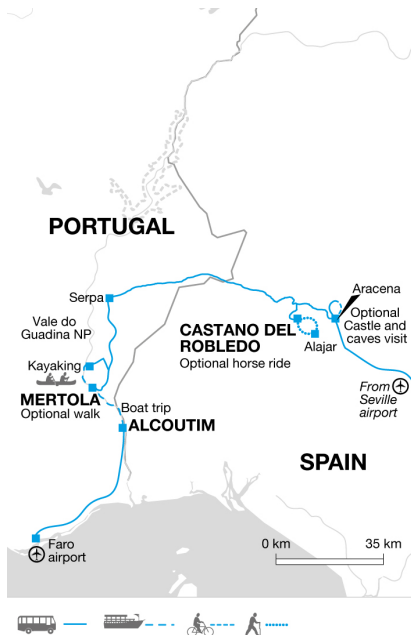 PORTUGAL
Serpa
Aracena
Optional
Castle and
caves visit
Vale do
Guadina NP
CASTANO DEL
ROBLEDO
Optional horse ride
Alajar
Kayaking
From
Seville
airport
MERTOLA
Optional walk
Boat trip
ALCOUTIM
SPAIN
Faro
airport
0 km
35 km